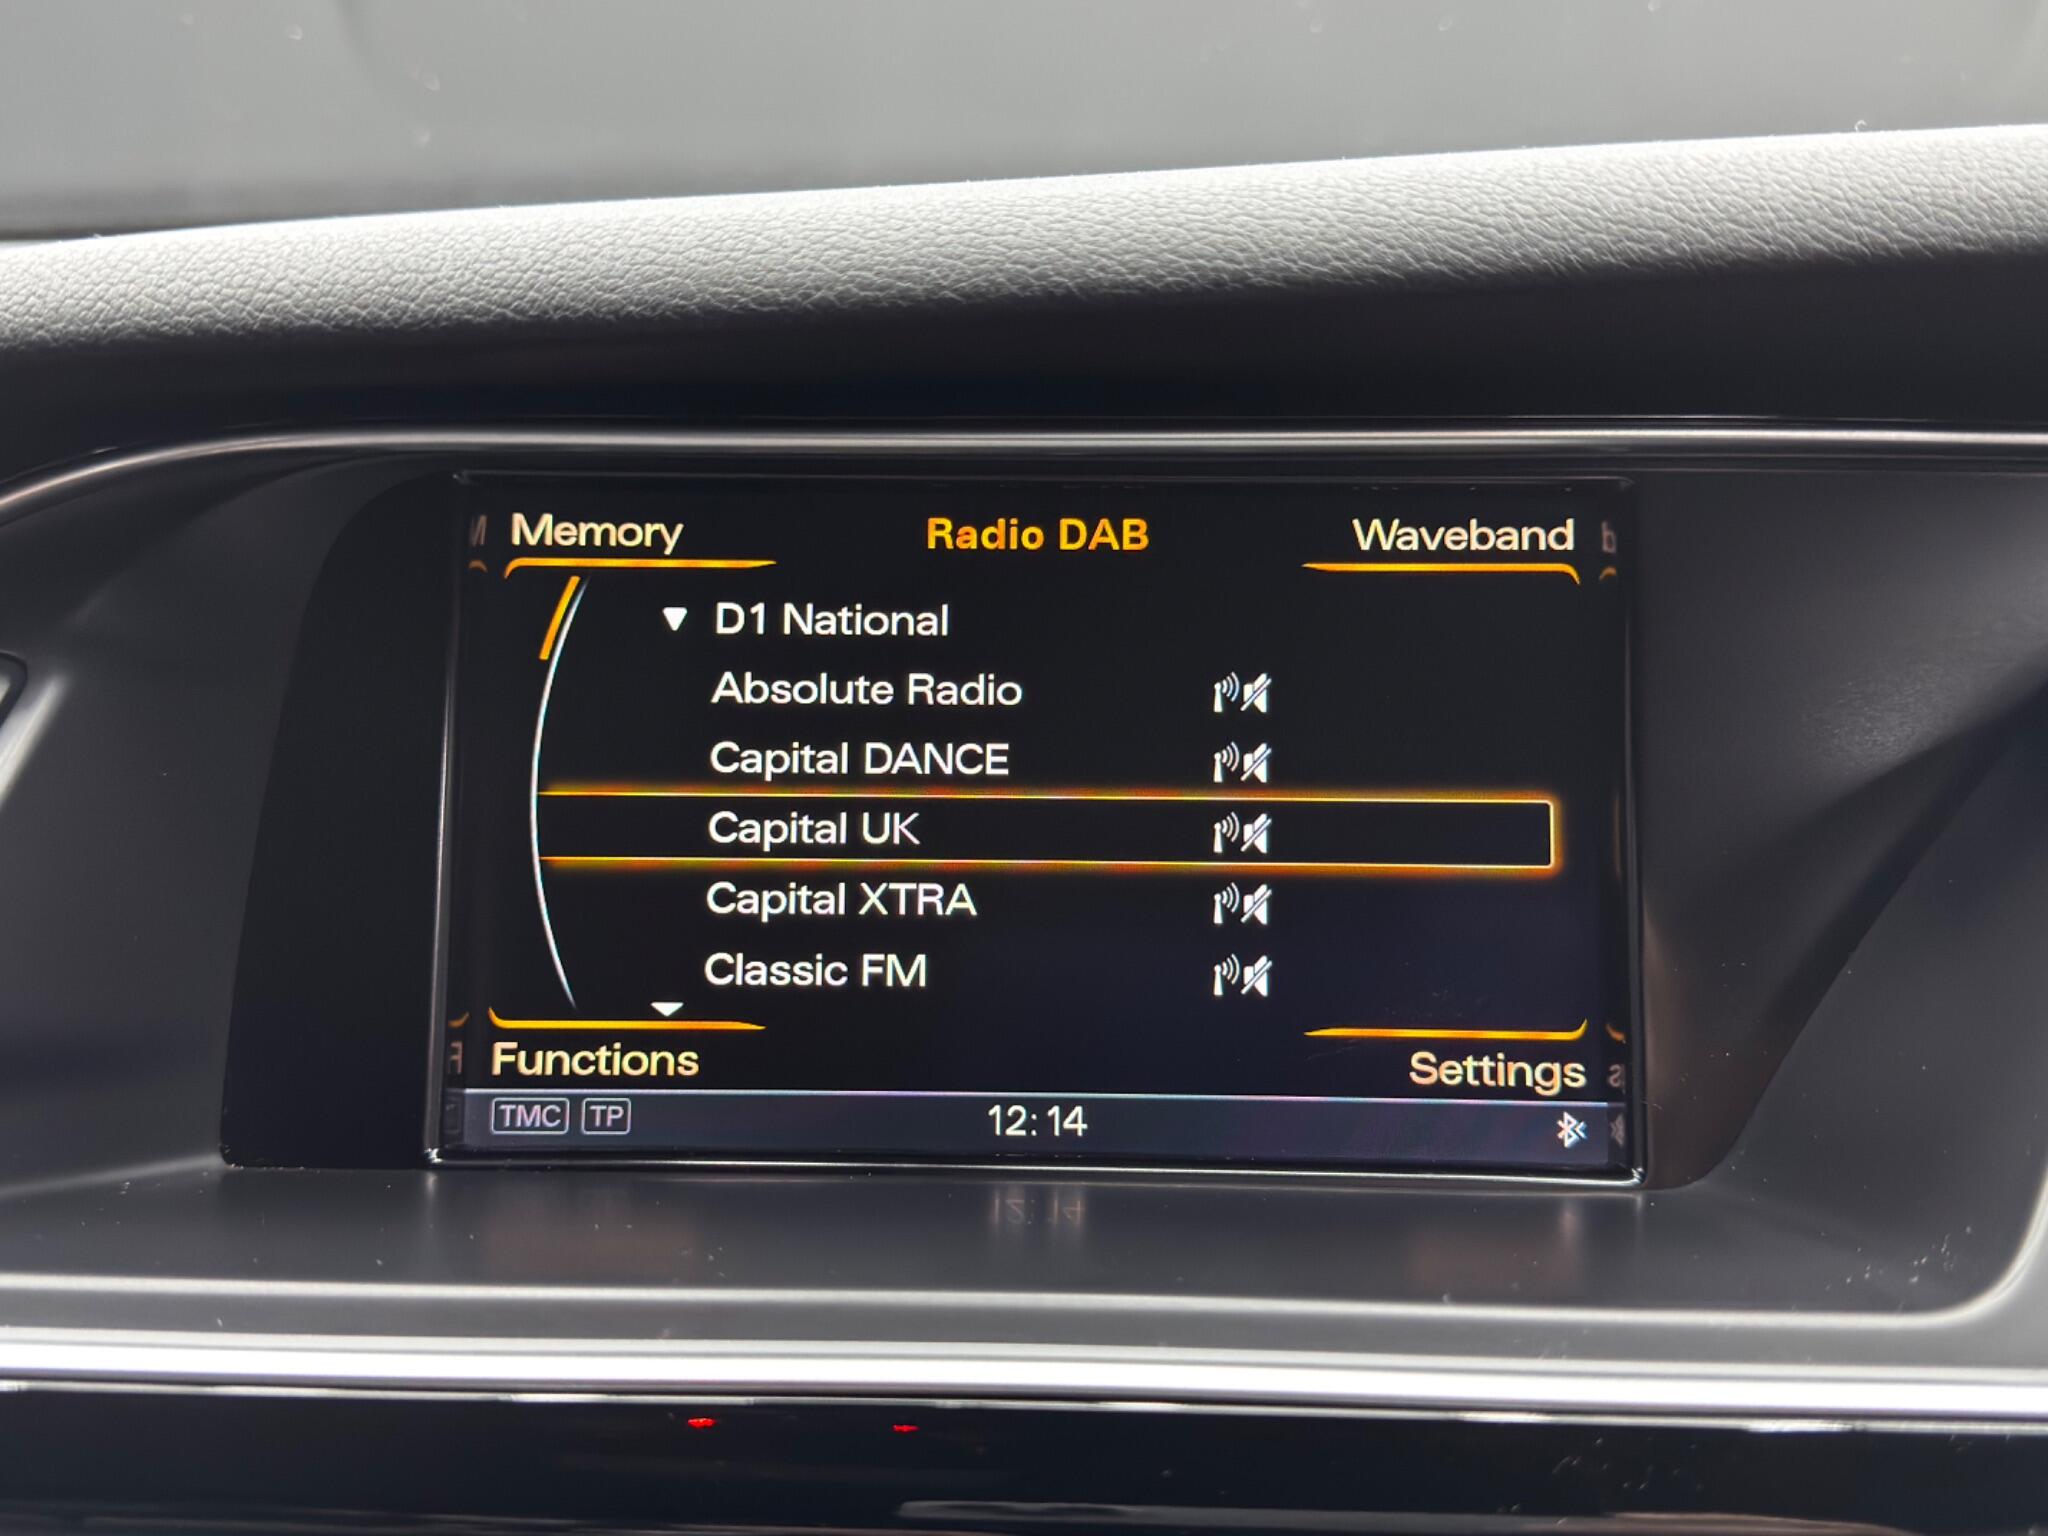 Memory Radio DAB Waveband
D1 National
Absolute Radio
Capital DANCE
Capital UK
Capital XTRA
Classic FM
Functions Settings
TMC TP 12:14